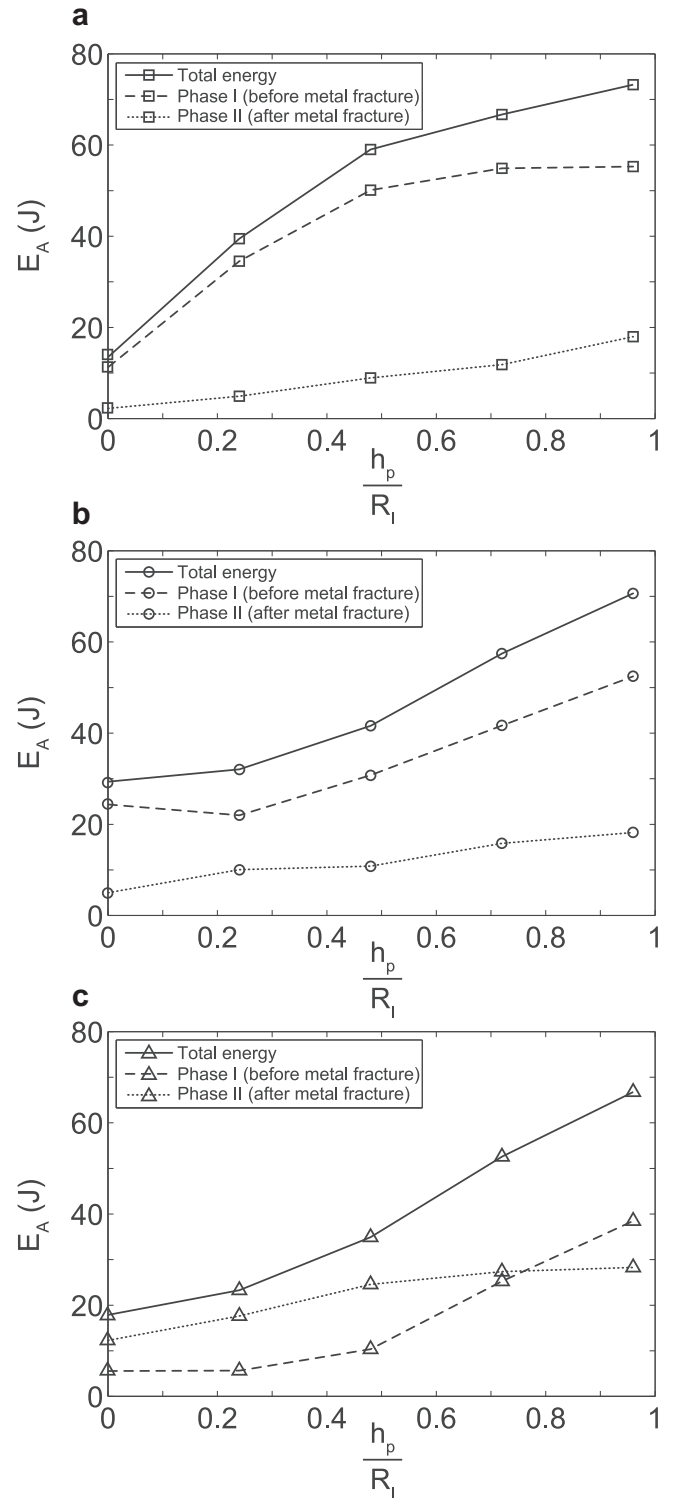 a
80
Total energy
Phase I (before metal fracture)
Phase II (after metal fracture)
60
E_A (J)
40
20
0
0 0.2 0.4 0.6 0.8 1
h_p
R_I
b
80
Total energy
Phase I (before metal fracture)
Phase II (after metal fracture)
60
E_A (J)
40
20
0
0 0.2 0.4 0.6 0.8 1
h_p
R_I
c
80
Total energy
Phase I (before metal fracture)
Phase II (after metal fracture)
60
E_A (J)
40
20
0
0 0.2 0.4 0.6 0.8 1
h_p
R_I